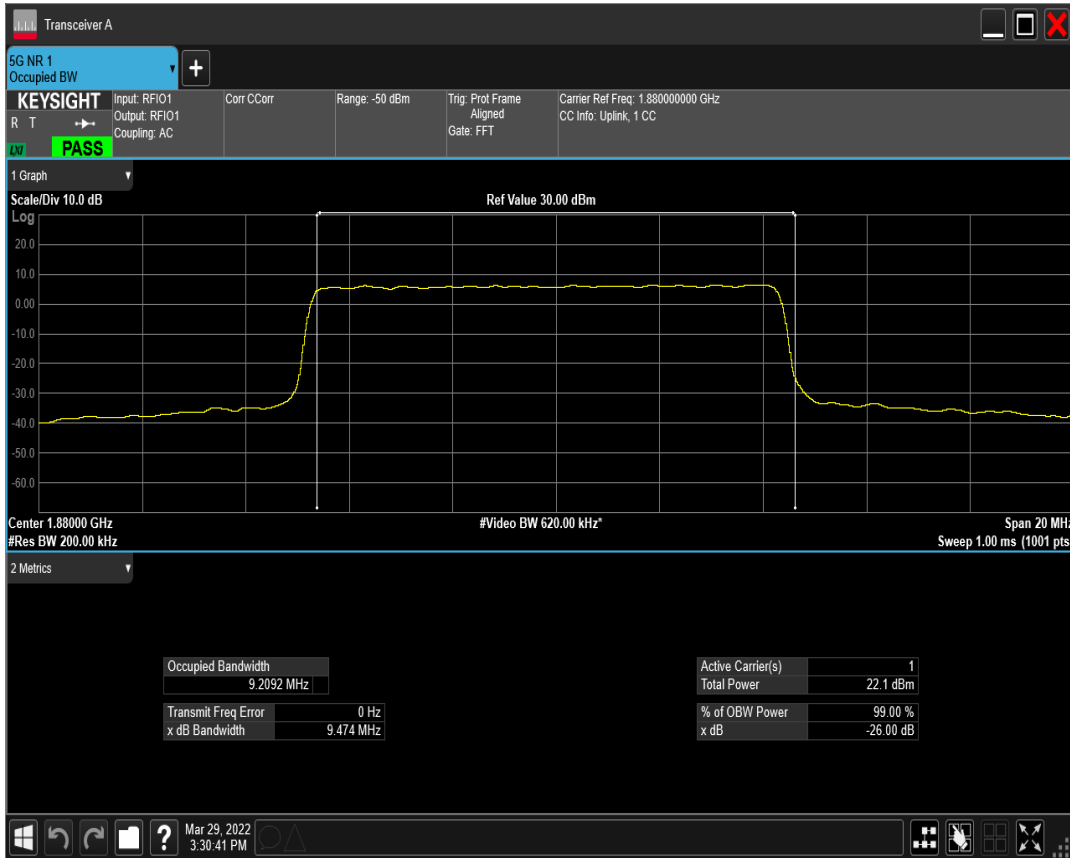 Transceiver A
5G NR 1
Occupied BW
KEYSIGHT
R T
LXI
PASS
Input: RFIO1
Output: RFIO1
Coupling: AC
Corr CCorr
Range: -50 dBm
Trig: Prot Frame
Aligned
Gate: FFT
Carrier Ref Freq: 1.880000000 GHz
CC Info: Uplink, 1 CC
1 Graph
Scale/Div 10.0 dB
Ref Value 30.00 dBm
Log
20.0
10.0
0.00
-10.0
-20.0
-30.0
-40.0
-50.0
-60.0
Center 1.88000 GHz
#Video BW 620.00 kHz*
Span 20 MHz
#Res BW 200.00 kHz
Sweep 1.00 ms (1001 pts
2 Metrics
Occupied Bandwidth
9.2092 MHz
Transmit Freq Error 0 Hz
x dB Bandwidth 9.474 MHz
Active Carrier(s) 1
Total Power 22.1 dBm
% of OBW Power 99.00 %
x dB -26.00 dB
?
Mar 29, 2022
3:30:41 PM